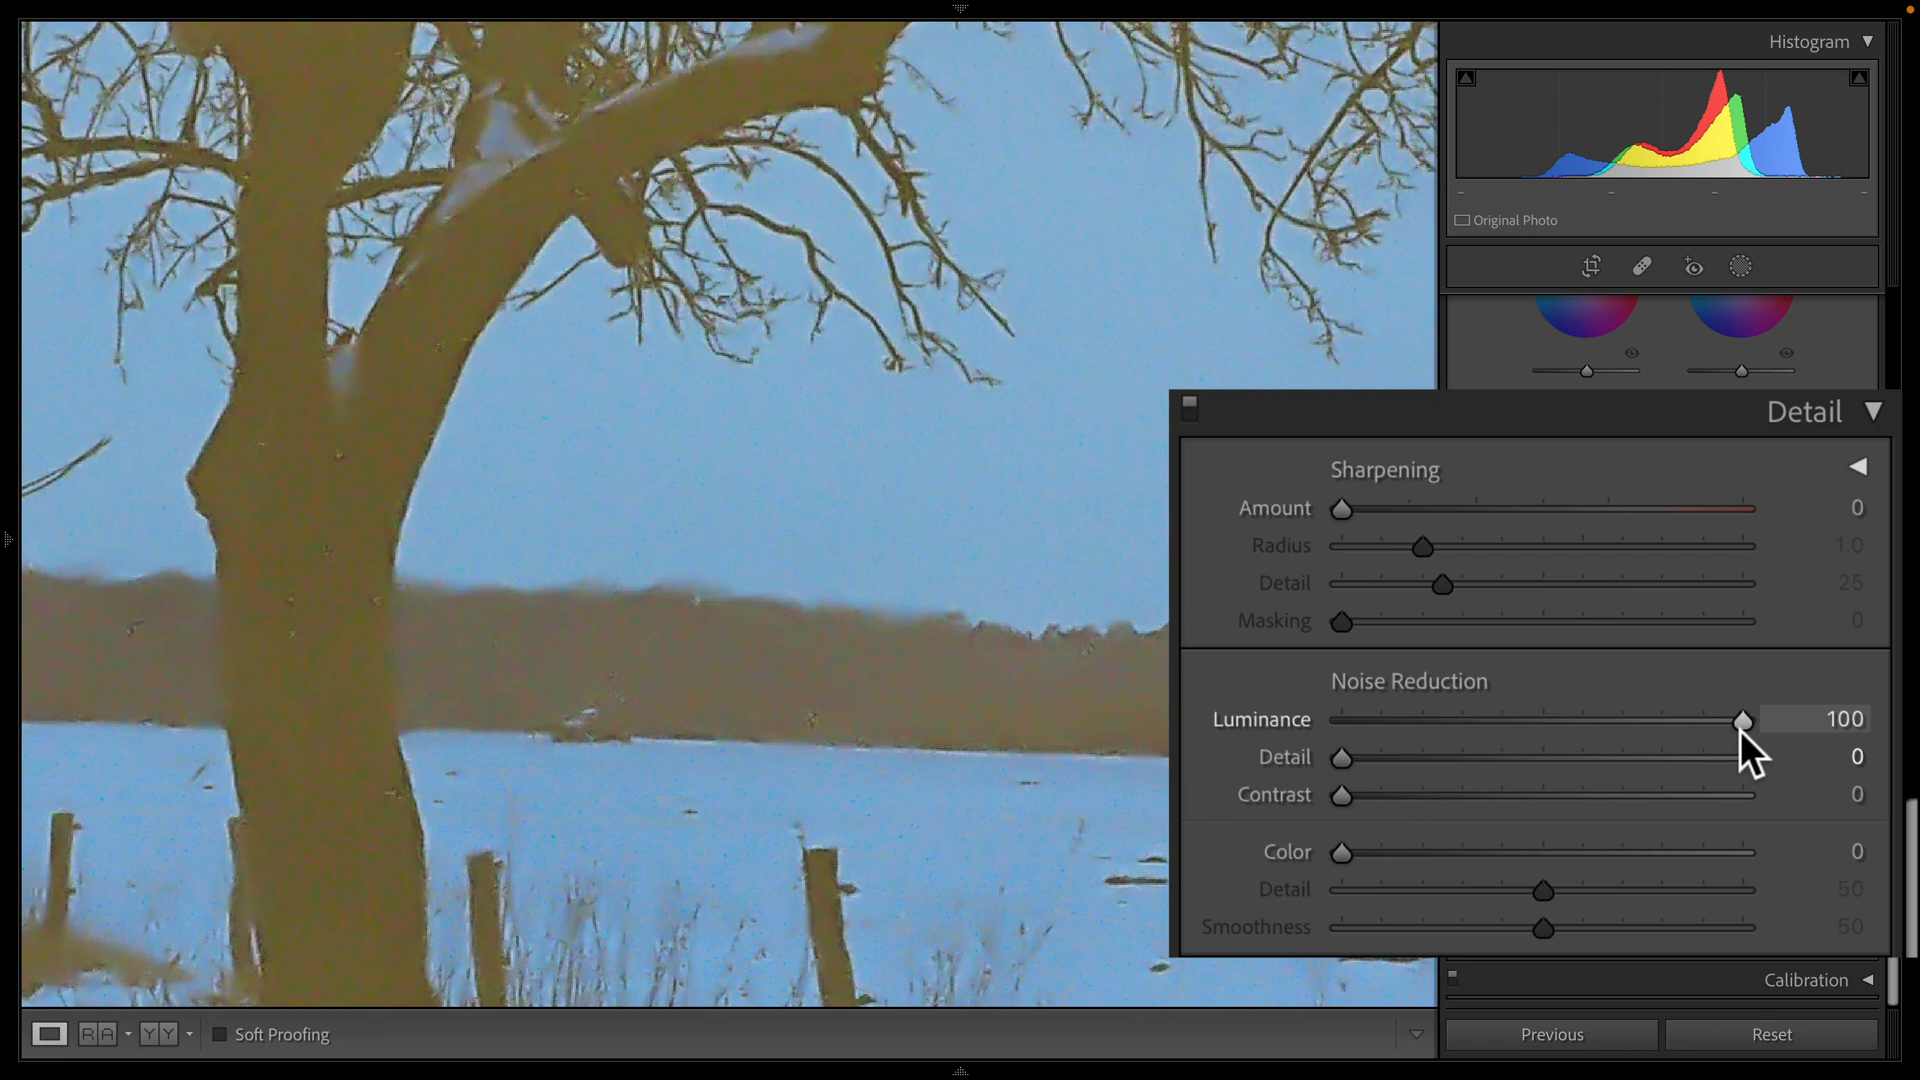 Histogram
Original Photo
Detail
Sharpening
Amount 0
Radius 1.0
Detail 25
Masking 0
Noise Reduction
Luminance 100
Detail 0
Contrast 0
Color 0
Detail 50
Smoothness 50
Calibration
R A Y Y Soft Proofing
Previous Reset